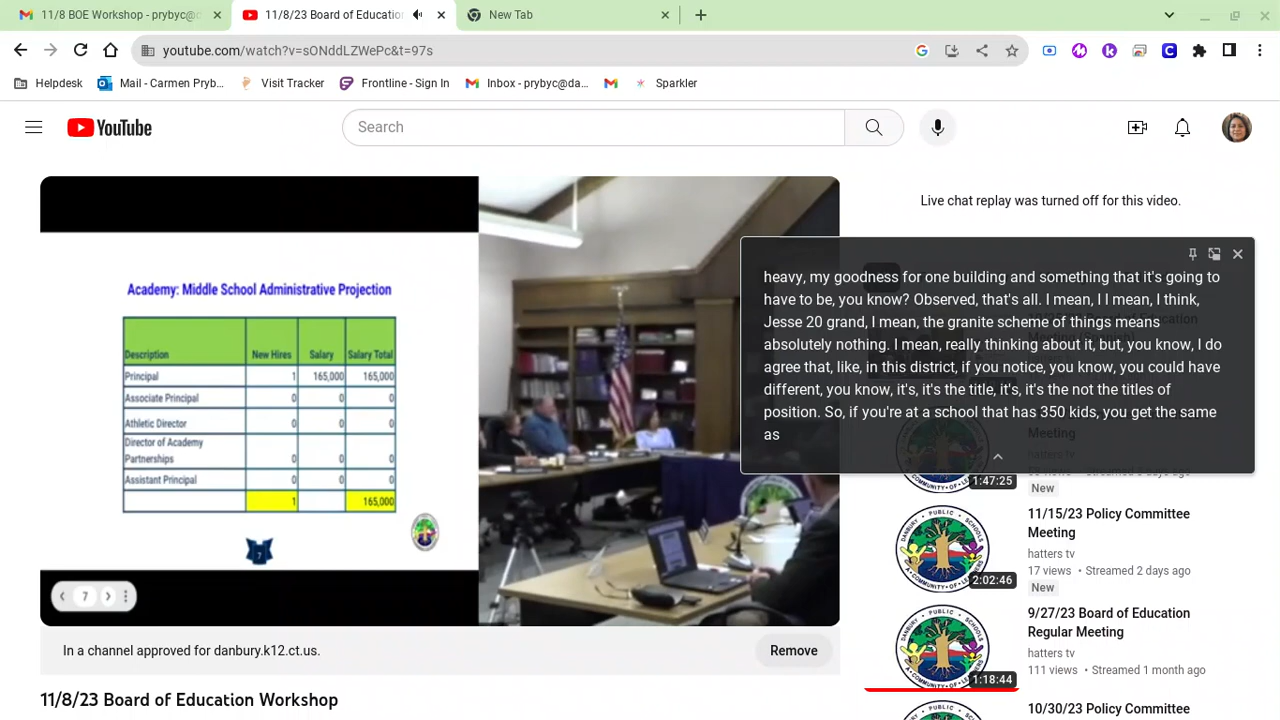 11/8 BOE Workshop - prybyc@d
11/8/23 Board of Education
New Tab
youtube.com/watch?v=sONddLZWePc&t=97s
Helpdesk
Mail - Carmen Pryb...
Visit Tracker
Frontline - Sign In
Inbox - prybyc@da...
Sparkler
YouTube
Search
Live chat replay was turned off for this video.
Academy: Middle School Administrative Projection
Description New Hires Salary Salary Total
Principal 1 165,000 165,000
Associate Principal 0 0 0
Athletic Director 0 0 0
Director of Academy
Partnerships 0 0 0
Assistant Principal 0 0 0
1 165,000
7
7
heavy, my goodness for one building and something that it's going to
have to be, you know? Observed, that's all. I mean, I I mean, I think,
Jesse 20 grand, I mean, the granite scheme of things means
absolutely nothing. I mean, really thinking about it, but, you know, I do
agree that, like, in this district, if you notice, you know, you could have
different, you know, it's, it's the title, it's, it's the not the titles of
position. So, if you're at a school that has 350 kids, you get the same
as
Meeting
hatters tv
1:47:25
New
11/15/23 Policy Committee
Meeting
hatters tv
17 views • Streamed 2 days ago
2:02:46
New
9/27/23 Board of Education
Regular Meeting
hatters tv
111 views • Streamed 1 month ago
1:18:44
10/30/23 Policy Committee
In a channel approved for danbury.k12.ct.us.
Remove
11/8/23 Board of Education Workshop